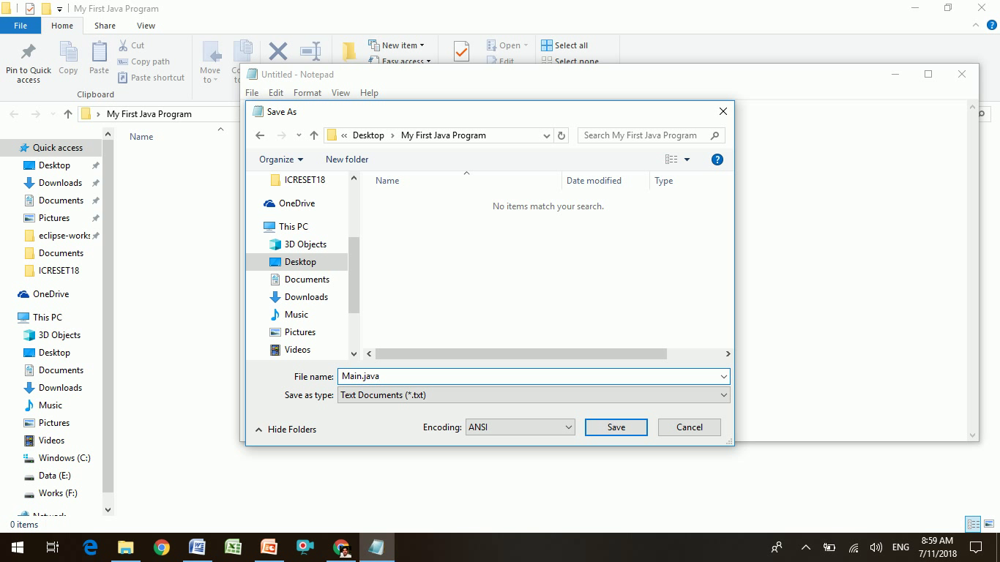 My First Java Program
File Home Share View
Pin to Quick access
Copy
Paste
Cut
Copy path
Paste shortcut
Clipboard
Move to
New item
Easy access
Open
Edit
Select all
Select none
My First Java Program
Name
Quick access
Desktop
Downloads
Documents
Pictures
eclipse-works
Documents
ICRESET18
OneDrive
This PC
3D Objects
Desktop
Documents
Downloads
Music
Pictures
Videos
Windows (C:)
Data (E:)
Works (F:)
Network
0 items
Untitled - Notepad
File Edit Format View Help
Save As
« Desktop › My First Java Program
Search My First Java Program
Organize
New folder
ICRESET18
OneDrive
This PC
3D Objects
Desktop
Documents
Downloads
Music
Pictures
Videos
Name Date modified Type
No items match your search.
File name: Main.java
Save as type: Text Documents (*.txt)
Hide Folders
Encoding: ANSI
Save
Cancel
ENG
8:59 AM
7/11/2018